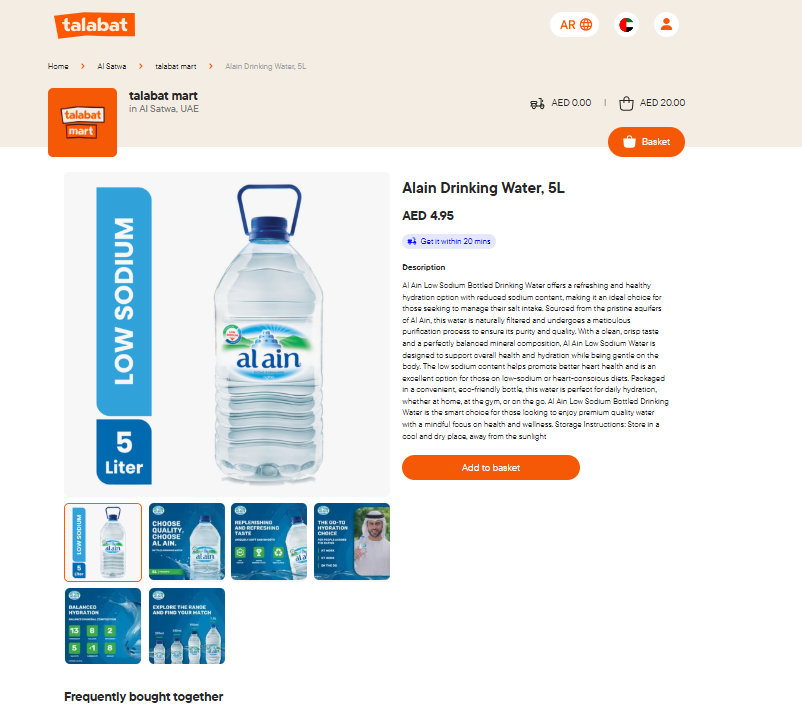 talabat
AR
Home
Al Satwa
talabat mart
Alain Drinking Water, 5L
talabat
mart
talabat mart
in Al Satwa, UAE
AED 0.00
AED 20.00
Basket
LOW SODIUM
5
Liter
al ain
Alain Drinking Water, 5L
AED 4.95
Get it within 20 mins
Description
Al Ain Low Sodium Bottled Drinking Water offers a refreshing and healthy
hydration option with reduced sodium content, making it an ideal choice for
those seeking to manage their salt intake. Sourced from the pristine aquifers
of Al Ain, this water is naturally filtered and undergoes a meticulous
purification process to ensure its purity and quality. With a clean, crisp taste
and a perfectly balanced mineral composition, Al Ain Low Sodium Water is
designed to support overall health and hydration while being gentle on the
body. The low sodium content helps promote better heart health and is an
excellent option for those on low-sodium or heart-conscious diets. Packaged
in a convenient, eco-friendly bottle, this water is perfect for daily hydration,
whether at home, at the gym, or on the go. Al Ain Low Sodium Bottled Drinking
Water is the smart choice for those looking to enjoy premium quality water
with a mindful focus on health and wellness. Storage Instructions: Store in a
cool and dry place, away from the sunlight
Add to basket
LOW SODIUM
5
Liter
CHOOSE
QUALITY,
CHOOSE
AL AIN.
al ain
REPLENISHING
AND REFRESHING
TASTE
THE GO-TO
HYDRATION
CHOICE
BALANCED
HYDRATION
13
8
2
5
<1
8
EXPLORE THE RANGE
AND FIND YOUR MATCH
Frequently bought together